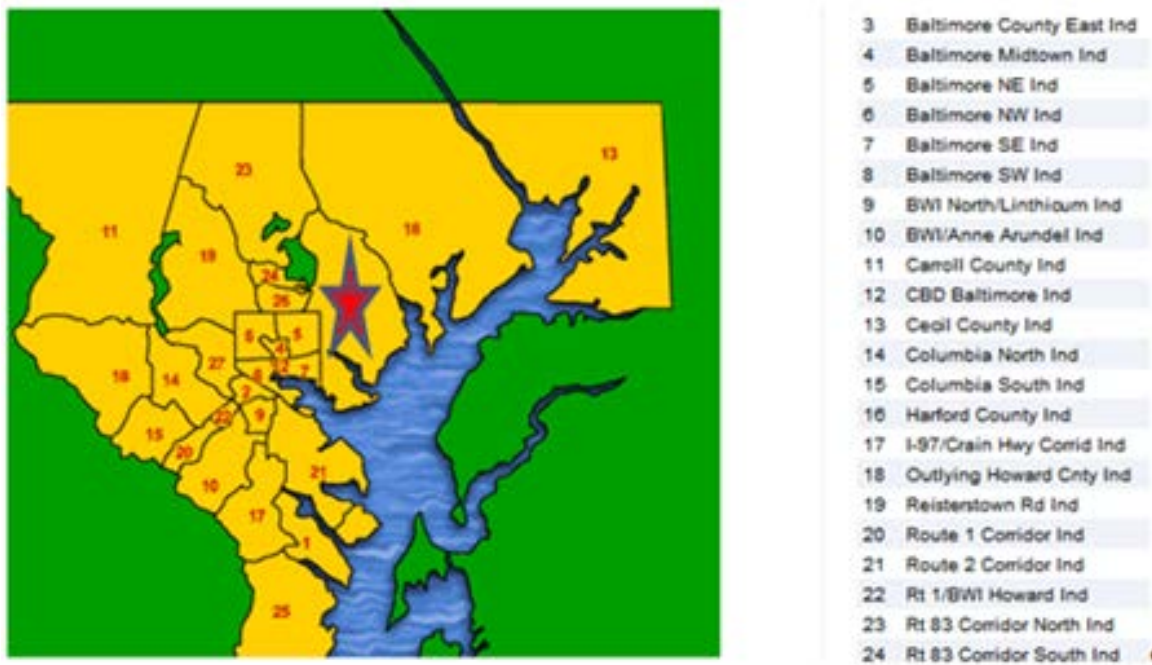 13
23
16
11
19
24
26
6
5
4
27
2
7
18
14
8
2
22
9
15
20
10
21
17
1
25
3 Baltimore County East Ind
4 Baltimore Midtown Ind
5 Baltimore NE Ind
6 Baltimore NW Ind
7 Baltimore SE Ind
8 Baltimore SW Ind
9 BWI North/Linthicum Ind
10 BWI/Anne Arundel Ind
11 Carroll County Ind
12 CBD Baltimore Ind
13 Cecil County Ind
14 Columbia North Ind
15 Columbia South Ind
16 Harford County Ind
17 I-97/Crain Hwy Corrid Ind
18 Outlying Howard Cnty Ind
19 Reisterstown Rd Ind
20 Route 1 Corridor Ind
21 Route 2 Corridor Ind
22 Rt 1/BWI Howard Ind
23 Rt 83 Corridor North Ind
24 Rt 83 Corridor South Ind